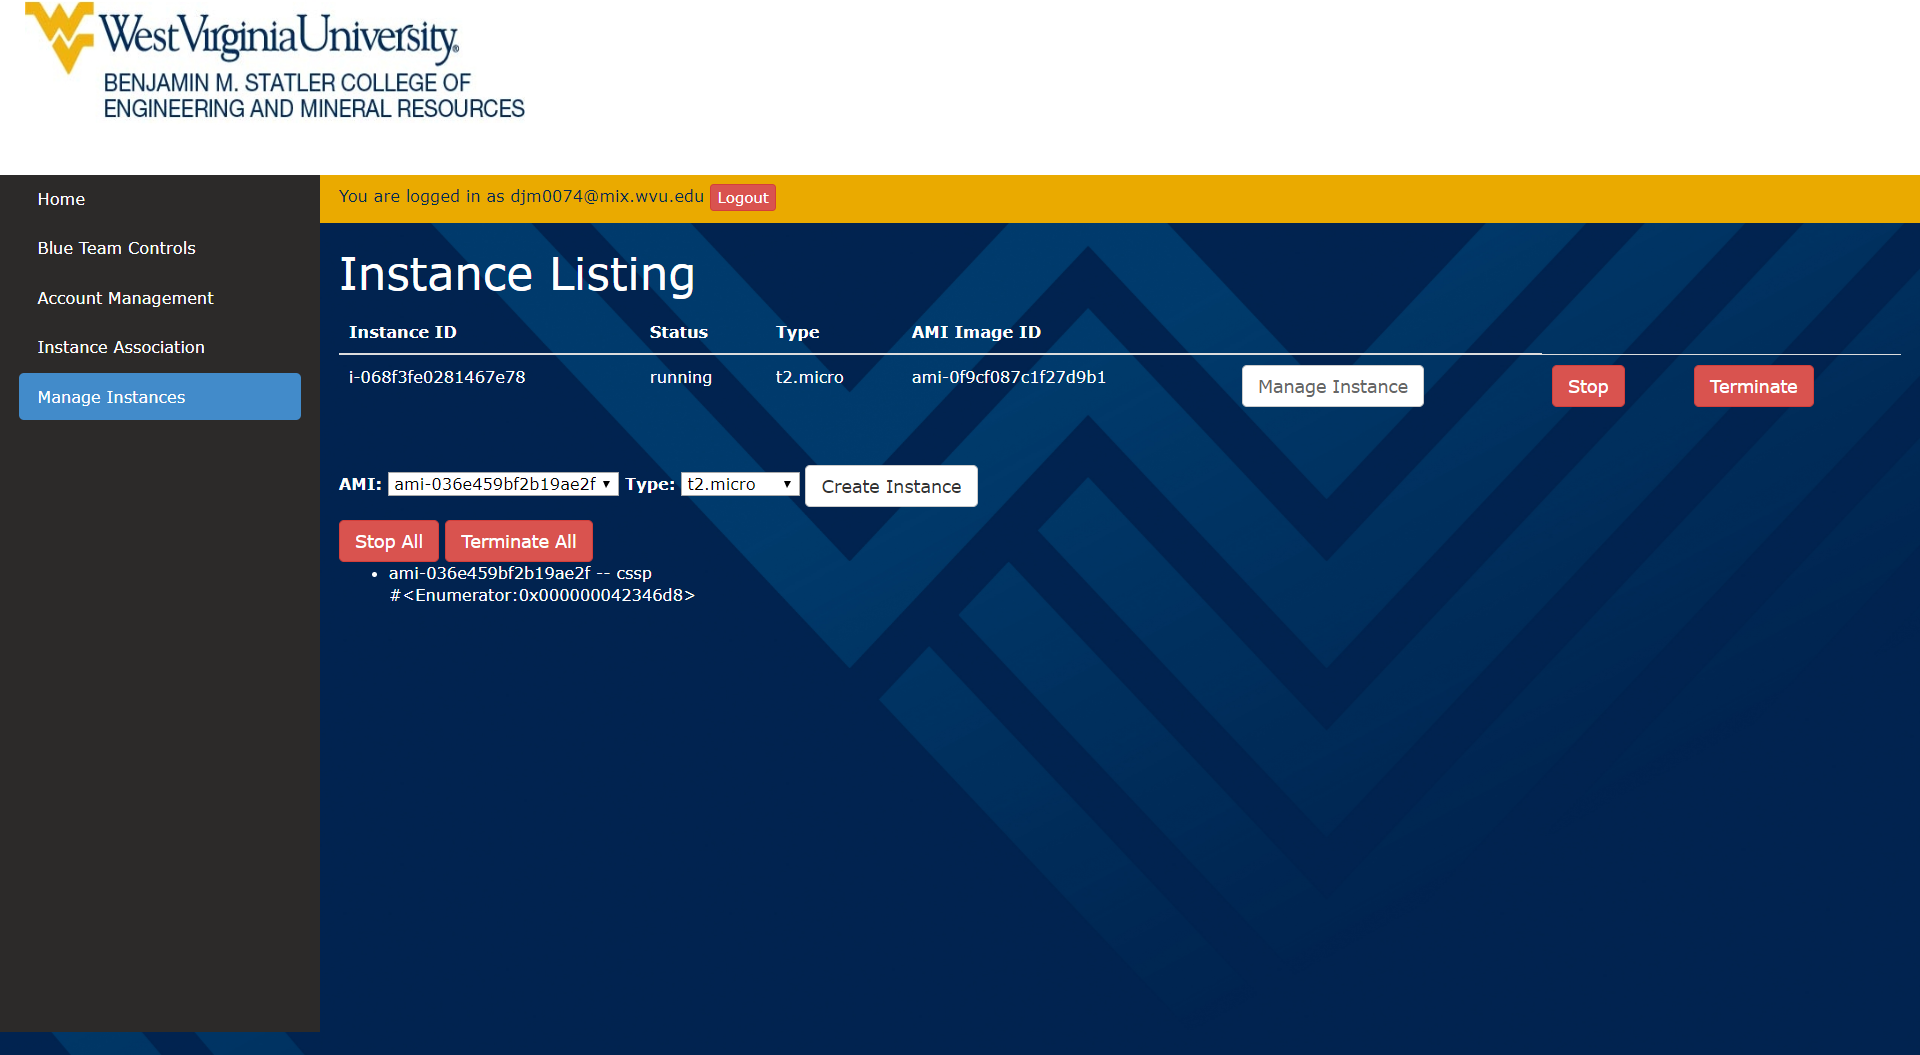 WestVirginiaUniversity®
BENJAMIN M. STATLER COLLEGE OF
ENGINEERING AND MINERAL RESOURCES
You are logged in as djm0074@mix.wvu.edu Logout
Home
Blue Team Controls
Account Management
Instance Association
Manage Instances
Instance Listing
Instance ID Status Type AMI Image ID
i-068f3fe0281467e78 running t2.micro ami-0f9cf087c1f27d9b1 Manage Instance Stop Terminate
AMI: ami-036e459bf2b19ae2f Type: t2.micro Create Instance
Stop All Terminate All
• ami-036e459bf2b19ae2f -- cssp
#<Enumerator:0x000000042346d8>